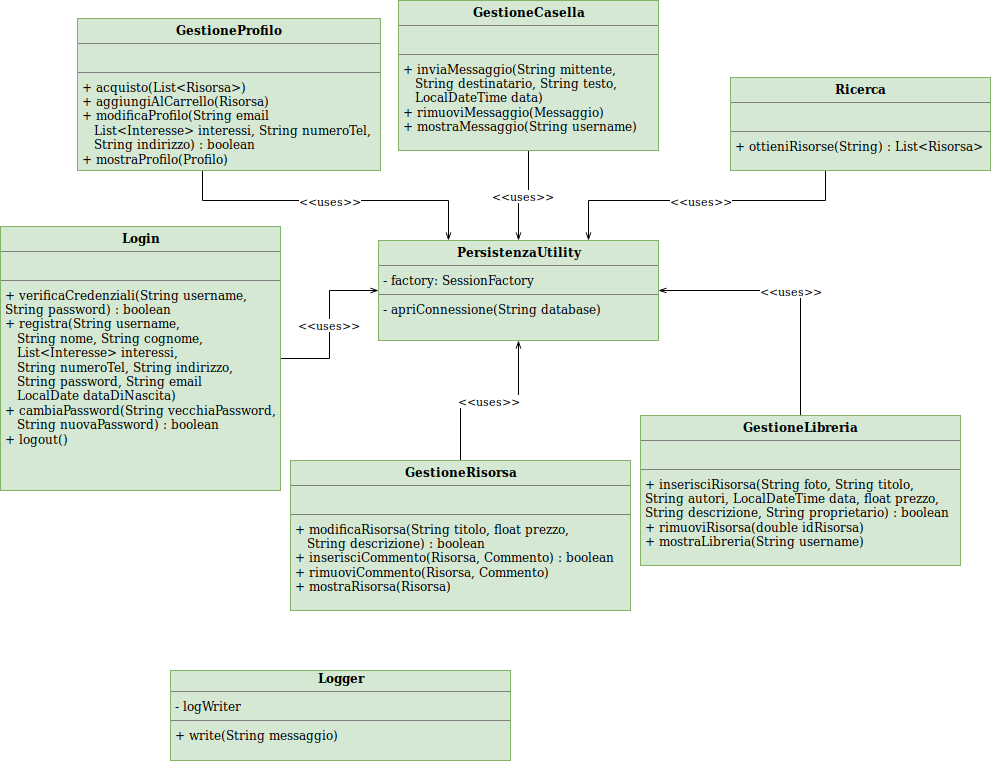 GestioneProfilo
+ acquisto(List<Risorsa>)
+ aggiungiAlCarrello(Risorsa)
+ modificaProfilo(String email
List<Interesse> interessi, String numeroTel,
String indirizzo) : boolean
+ mostraProfilo(Profilo)
GestioneCasella
+ inviaMessaggio(String mittente,
String destinatario, String testo,
LocalDateTime data)
+ rimuoviMessaggio(Messaggio)
+ mostraMessaggio(String username)
Ricerca
+ ottieniRisorse(String) : List<Risorsa>
<<uses>>
<<uses>>
<<uses>>
Login
+ verificaCredenziali(String username,
String password) : boolean
+ registra(String username,
String nome, String cognome,
List<Interesse> interessi,
String numeroTel, String indirizzo,
String password, String email
LocalDate dataDiNascita)
+ cambiaPassword(String vecchiaPassword,
String nuovaPassword) : boolean
+ logout()
<<uses>>
PersistenzaUtility
- factory: SessionFactory
- apriConnessione(String database)
<<uses>>
<<uses>>
GestioneRisorsa
+ modificaRisorsa(String titolo, float prezzo,
String descrizione) : boolean
+ inserisciCommento(Risorsa, Commento) : boolean
+ rimuoviCommento(Risorsa, Commento)
+ mostraRisorsa(Risorsa)
GestioneLibreria
+ inserisciRisorsa(String foto, String titolo,
String autori, LocalDateTime data, float prezzo,
String descrizione, String proprietario) : boolean
+ rimuoviRisorsa(double idRisorsa)
+ mostraLibreria(String username)
Logger
- logWriter
+ write(String messaggio)